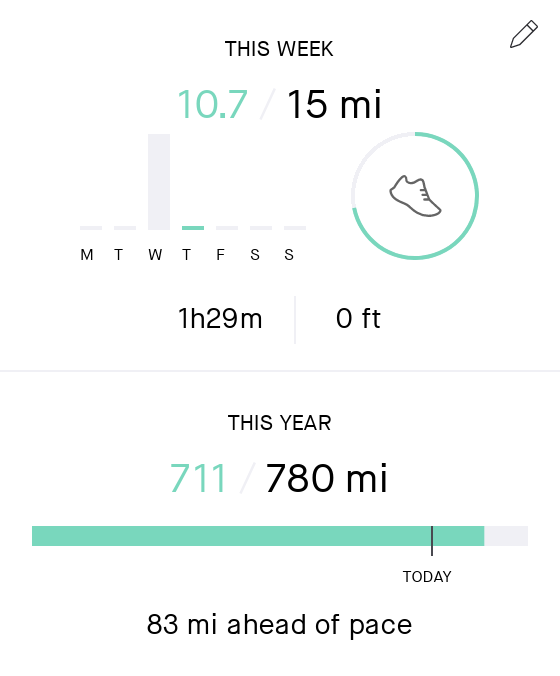 THIS WEEK
10.7 / 15 mi
M T W T F S S
1h29m 0 ft
THIS YEAR
711 / 780 mi
TODAY
83 mi ahead of pace